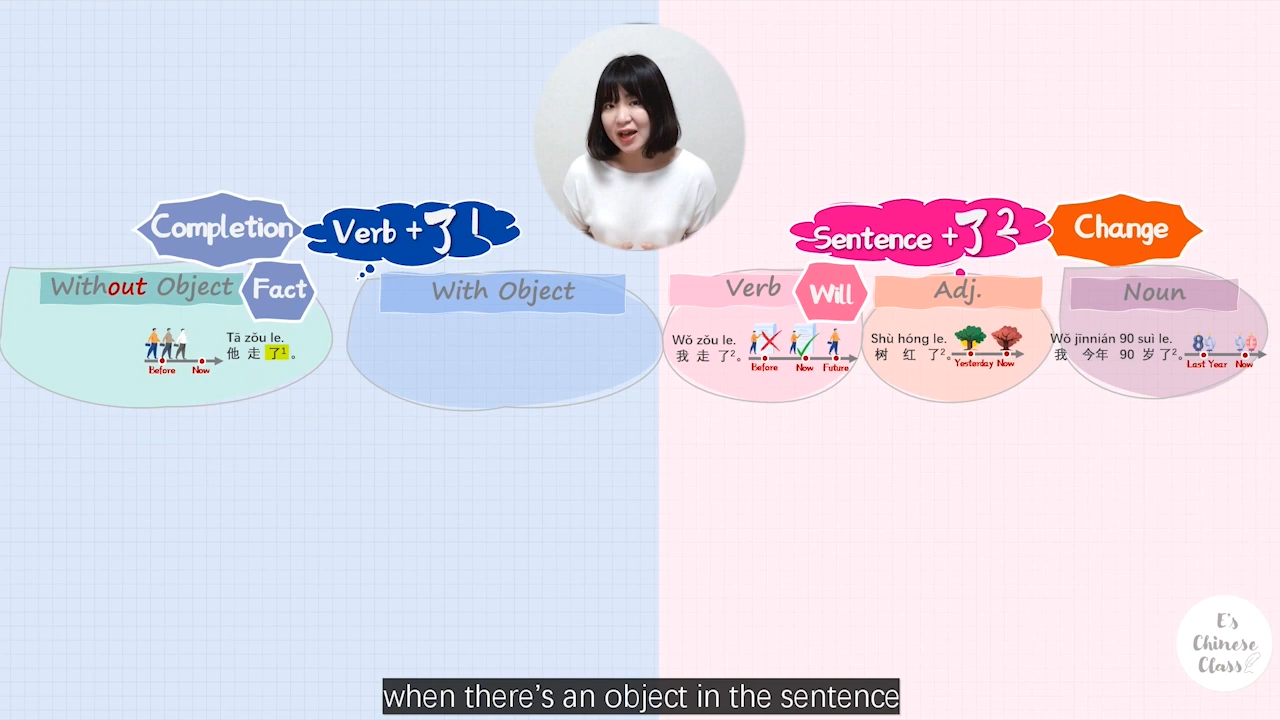 Completion
Verb + 了 1
Sentence + 了 2
Change
Without Object
Fact
With Object
Verb
Will
Adj.
Noun
Tā zǒu le.
他 走 了¹ 。
Before
Now
Wǒ zǒu le.
我 走 了²。
Before
Now
Future
Shù hóng le.
树 红 了²。
Yesterday
Now
Wǒ jīnnián 90 suì le.
我 今年 90 岁 了²。
Last Year
Now
E's
Chinese
Class
when there's an object in the sentence